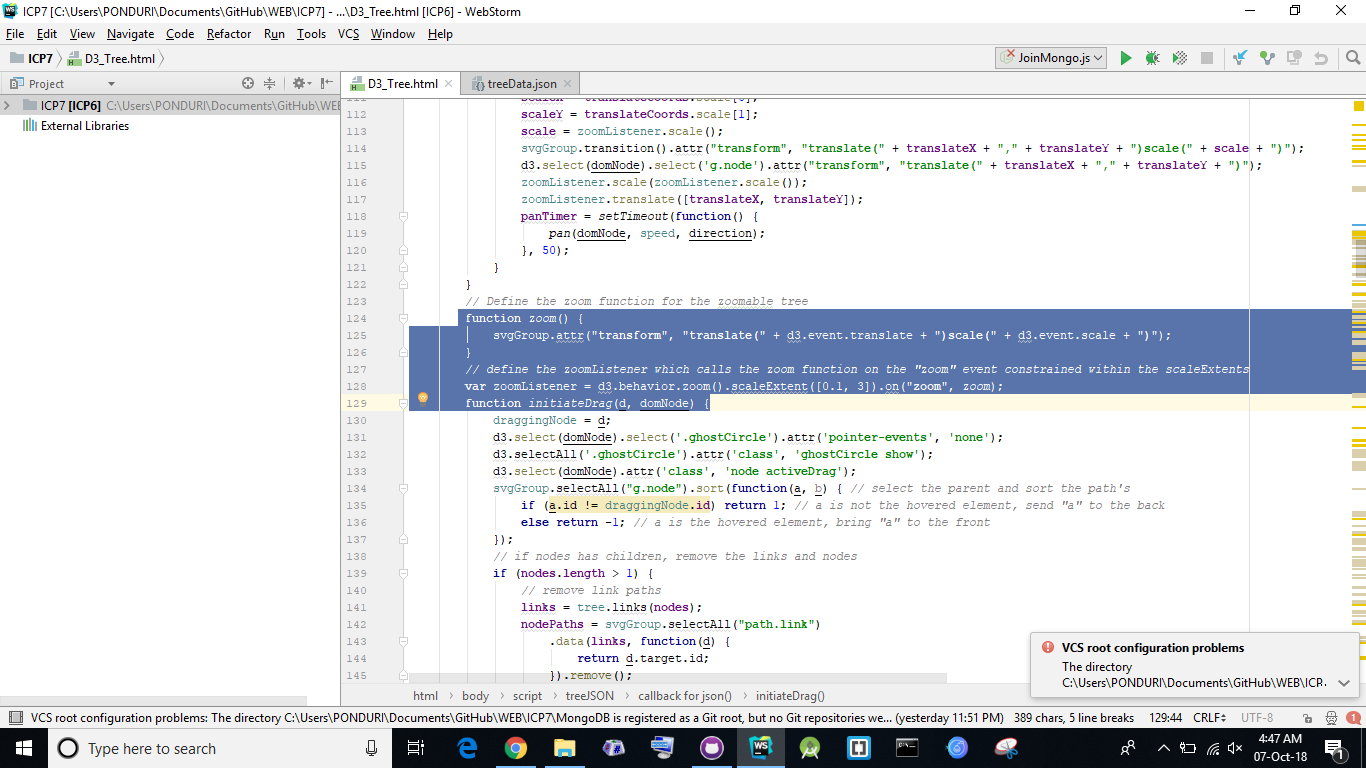 ICP7 [C:\Users\PONDURI\Documents\GitHub\WEB\ICP7] - ...\D3_Tree.html [ICP6] - WebStorm
File Edit View Navigate Code Refactor Run Tools VCS Window Help
ICP7 D3_Tree.html JoinMongo.js
Project D3_Tree.html treeData.json
ICP7 [ICP6] C:\Users\PONDURI\Documents\GitHub\WEB
External Libraries
112 scaleY = translateCoords.scale[1];
113 scale = zoomListener.scale();
114 svgGroup.transition().attr("transform", "translate(" + translateX + "," + translateY + ")scale(" + scale + ")");
115 d3.select(domNode).select('g.node').attr("transform", "translate(" + translateX + "," + translateY + ")");
116 zoomListener.scale(zoomListener.scale());
117 zoomListener.translate([translateX, translateY]);
118 panTimer = setTimeout(function() {
119 pan(domNode, speed, direction);
120 }, 50);
121 }
122 }
123 // Define the zoom function for the zoomable tree
124 function zoom() {
125 svgGroup.attr("transform", "translate(" + d3.event.translate + ")scale(" + d3.event.scale + ")");
126 }
127 // define the zoomListener which calls the zoom function on the "zoom" event constrained within the scaleExtents
128 var zoomListener = d3.behavior.zoom().scaleExtent([0.1, 3]).on("zoom", zoom);
129 function initiateDrag(d, domNode) {
130 draggingNode = d;
131 d3.select(domNode).select('.ghostCircle').attr('pointer-events', 'none');
132 d3.selectAll('.ghostCircle').attr('class', 'ghostCircle show');
133 d3.select(domNode).attr('class', 'node activeDrag');
134 svgGroup.selectAll("g.node").sort(function(a, b) { // select the parent and sort the path's
135 if (a.id != draggingNode.id) return 1; // a is not the hovered element, send "a" to the back
136 else return -1; // a is the hovered element, bring "a" to the front
137 });
138 // if nodes has children, remove the links and nodes
139 if (nodes.length > 1) {
140 // remove link paths
141 links = tree.links(nodes);
142 nodePaths = svgGroup.selectAll("path.link")
143 .data(links, function(d) {
144 return d.target.id;
145 }).remove();
VCS root configuration problems
The directory
C:\Users\PONDURI\Documents\GitHub\WEB\ICP.
html body script treeJSON callback for json() initiateDrag()
VCS root configuration problems: The directory C:\Users\PONDURI\Documents\GitHub\WEB\ICP7\MongoDB is registered as a Git root, but no Git repositories we... (yesterday 11:51 PM) 389 chars, 5 line breaks 129:44 CRLF UTF-8
Type here to search
4:47 AM
07-Oct-18